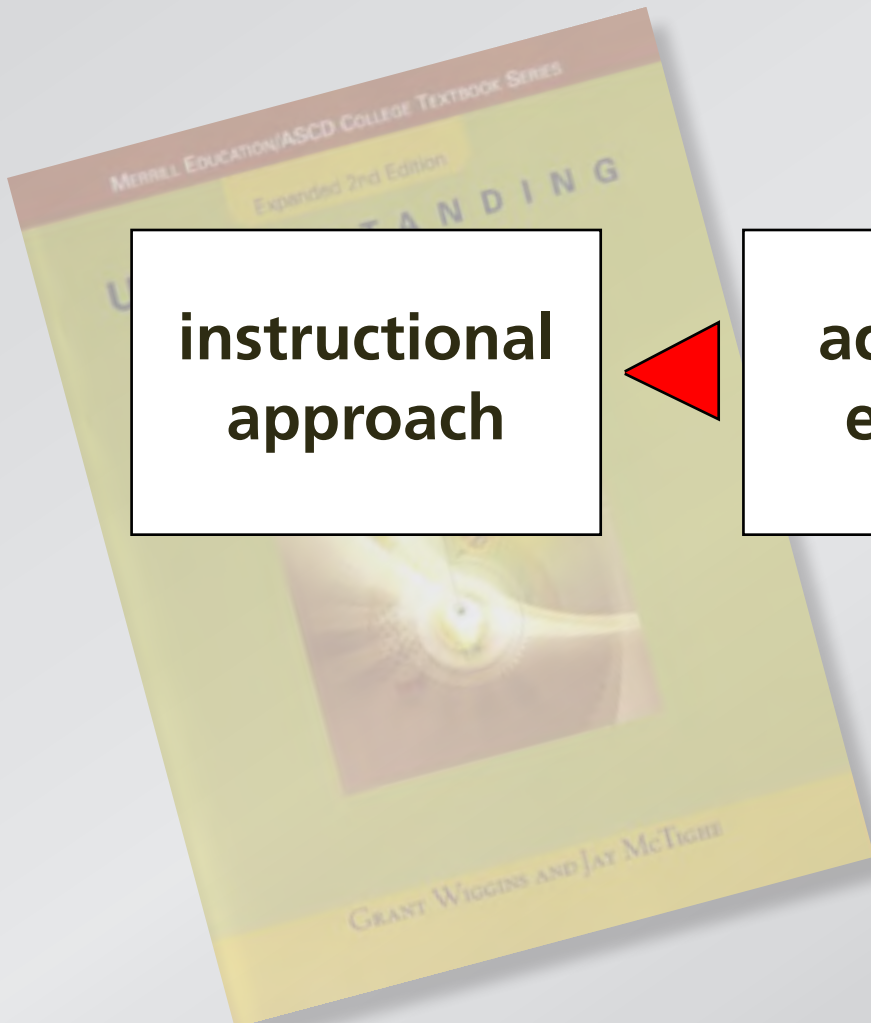 MERRILL EDUCATION/ASCD COLLEGE TEXTBOOK SERIES
Expanded 2nd Edition
instructional
approach
GRANT WIGGINS AND JAY MCTIGHE